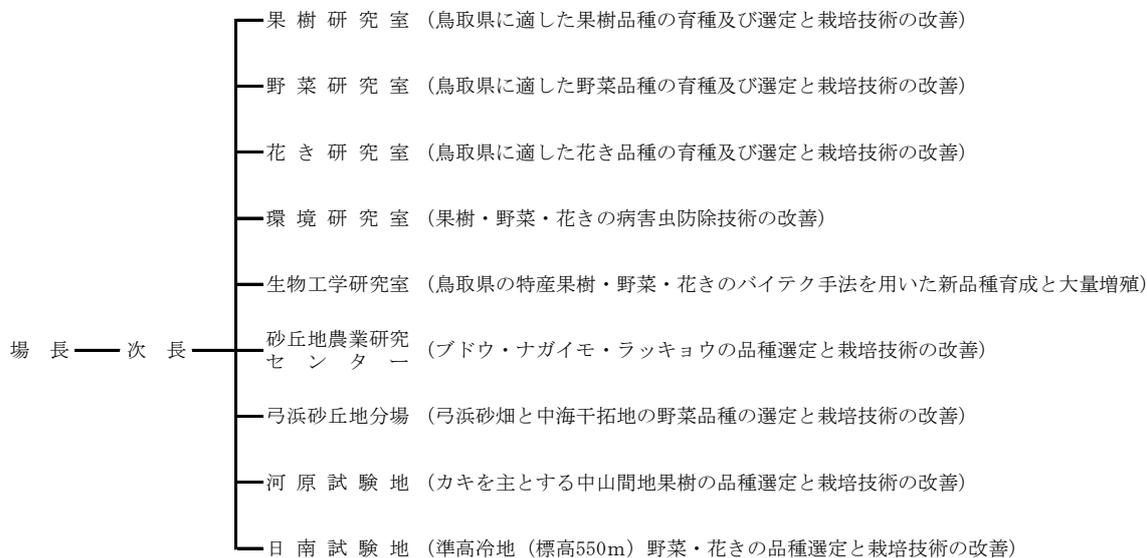 果樹研究室（鳥取県に適した果樹品種の育種及び選定と栽培技術の改善）
野菜研究室（鳥取県に適した野菜品種の育種及び選定と栽培技術の改善）
花き研究室（鳥取県に適した花き品種の育種及び選定と栽培技術の改善）
環境研究室（果樹・野菜・花きの病害虫防除技術の改善）
生物工学研究室（鳥取県の特産果樹・野菜・花きのバイテク手法を用いた新品種育成と大量増殖）
場長
次長
砂丘地農業研究
センター
（ブドウ・ナガイモ・ラッキョウの品種選定と栽培技術の改善）
弓浜砂丘地分場（弓浜砂畑と中海干拓地の野菜品種の選定と栽培技術の改善）
河原試験地（カキを主とする中山間地果樹の品種選定と栽培技術の改善）
日南試験地（準高冷地（標高550m）野菜・花きの品種選定と栽培技術の改善）